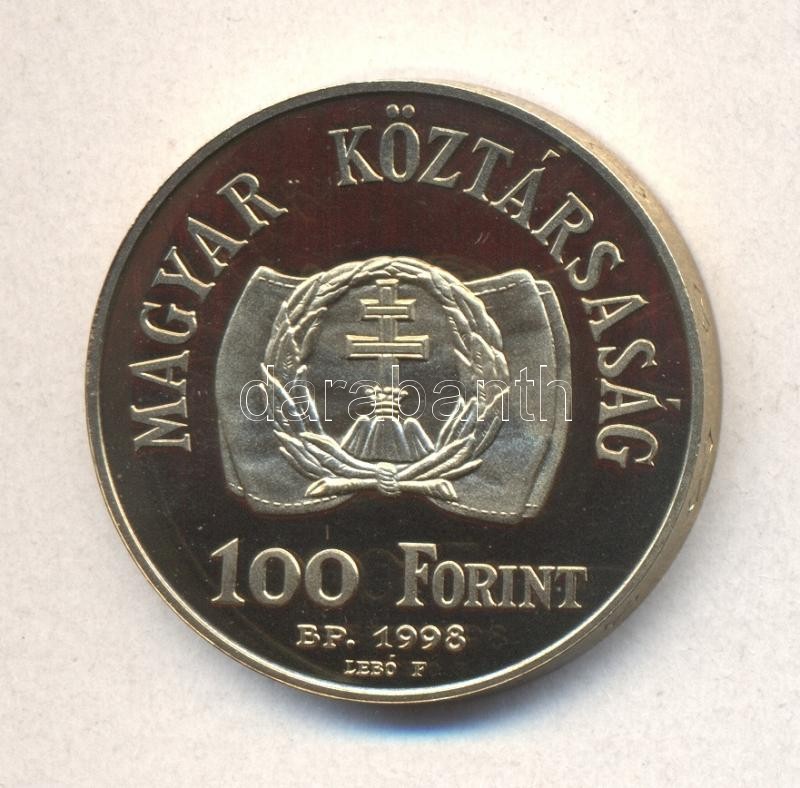 MAGYAR KÖZTÁRSASÁG
darabanth
100 FORINT
BP. 1998
LEBÓ F